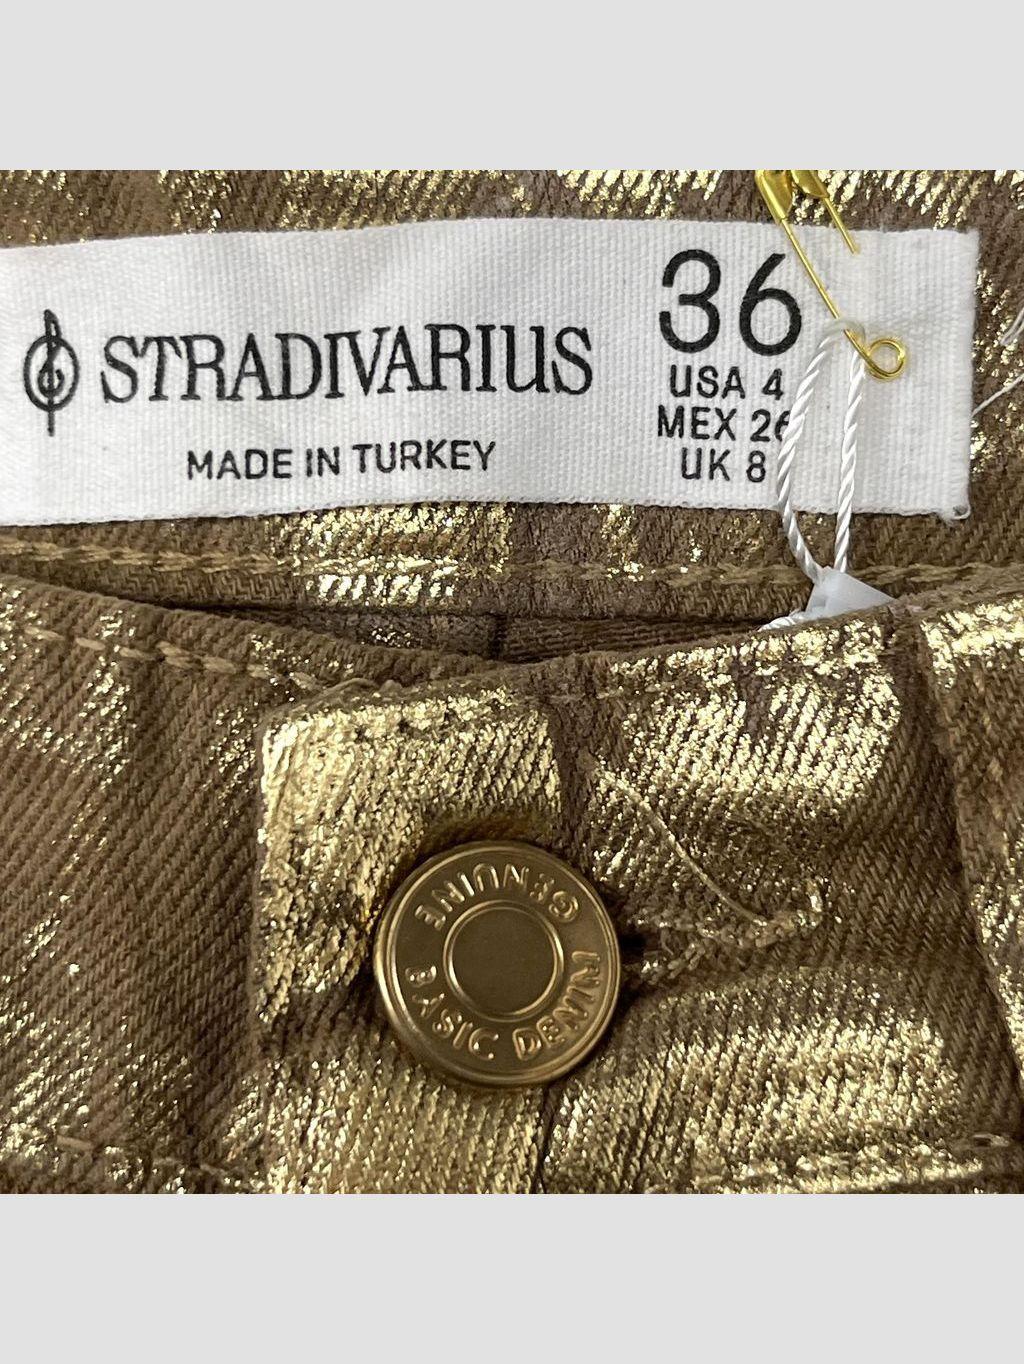 STRADIVARIUS
MADE IN TURKEY
36
USA 4
MEX 26
UK 8
GENUINE
BASIC DENIM